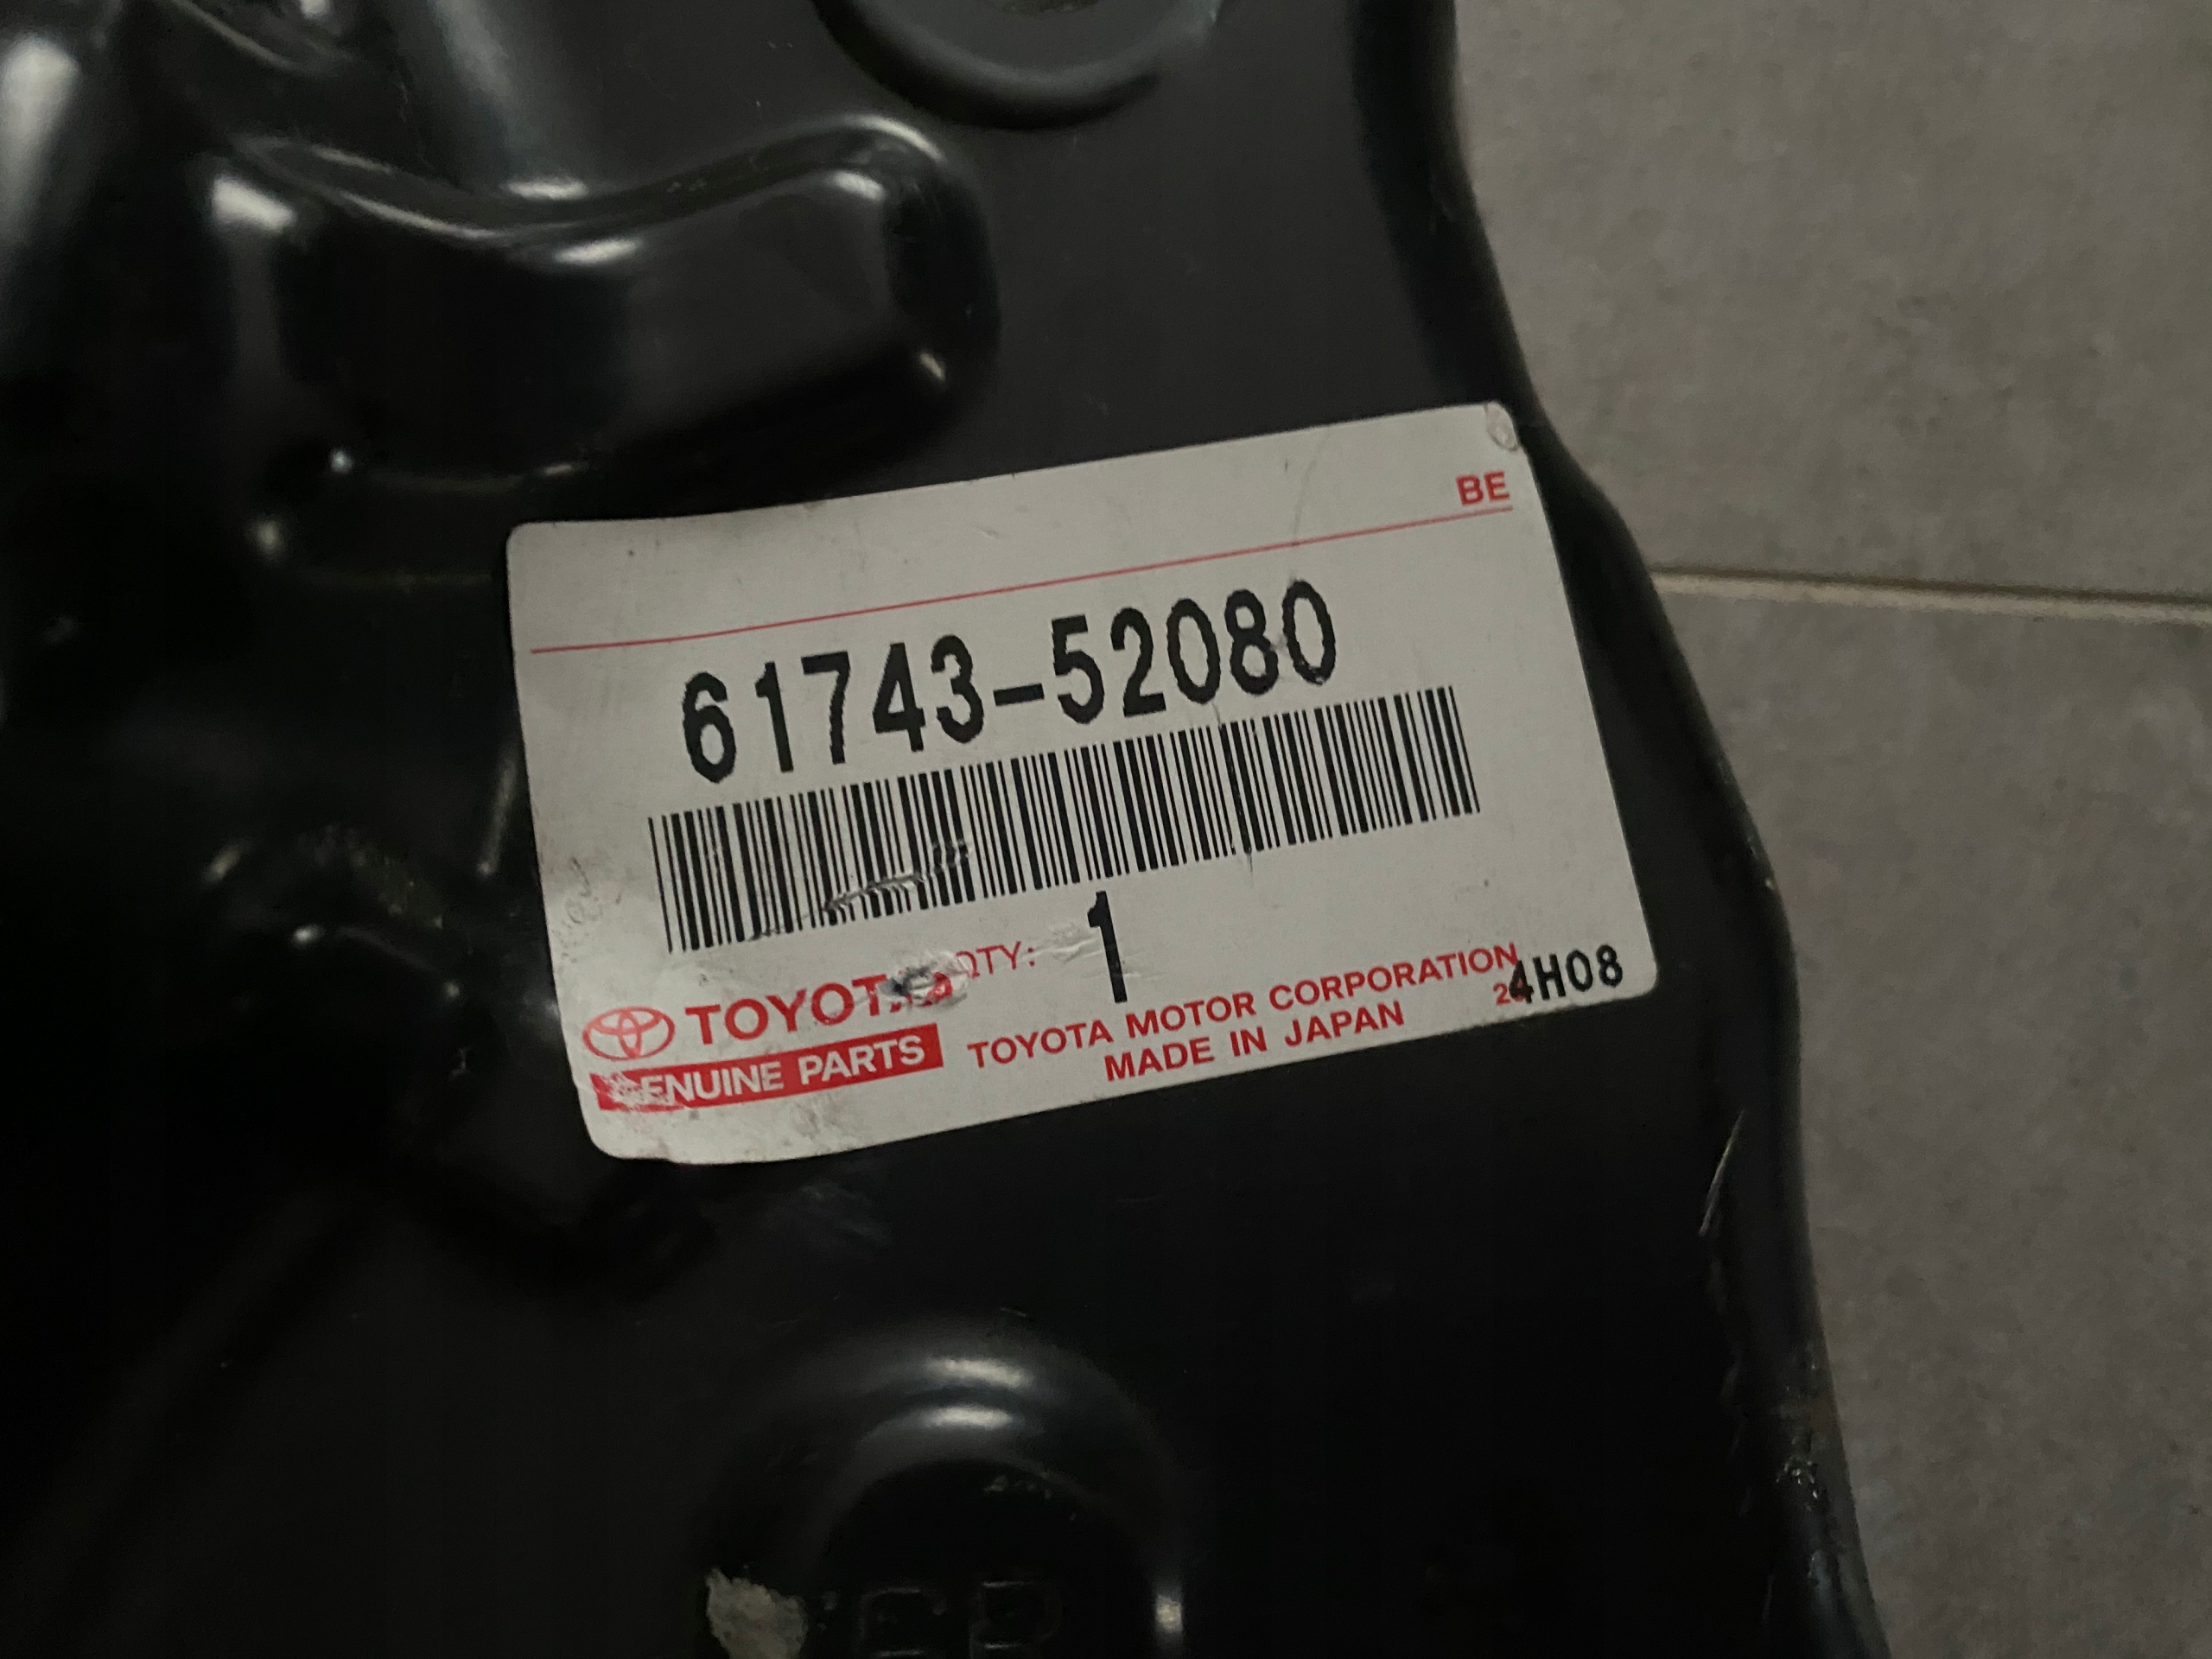 BE
61743-52080
QTY: 1
TOYOTA
GENUINE PARTS
TOYOTA MOTOR CORPORATION
MADE IN JAPAN
4H08